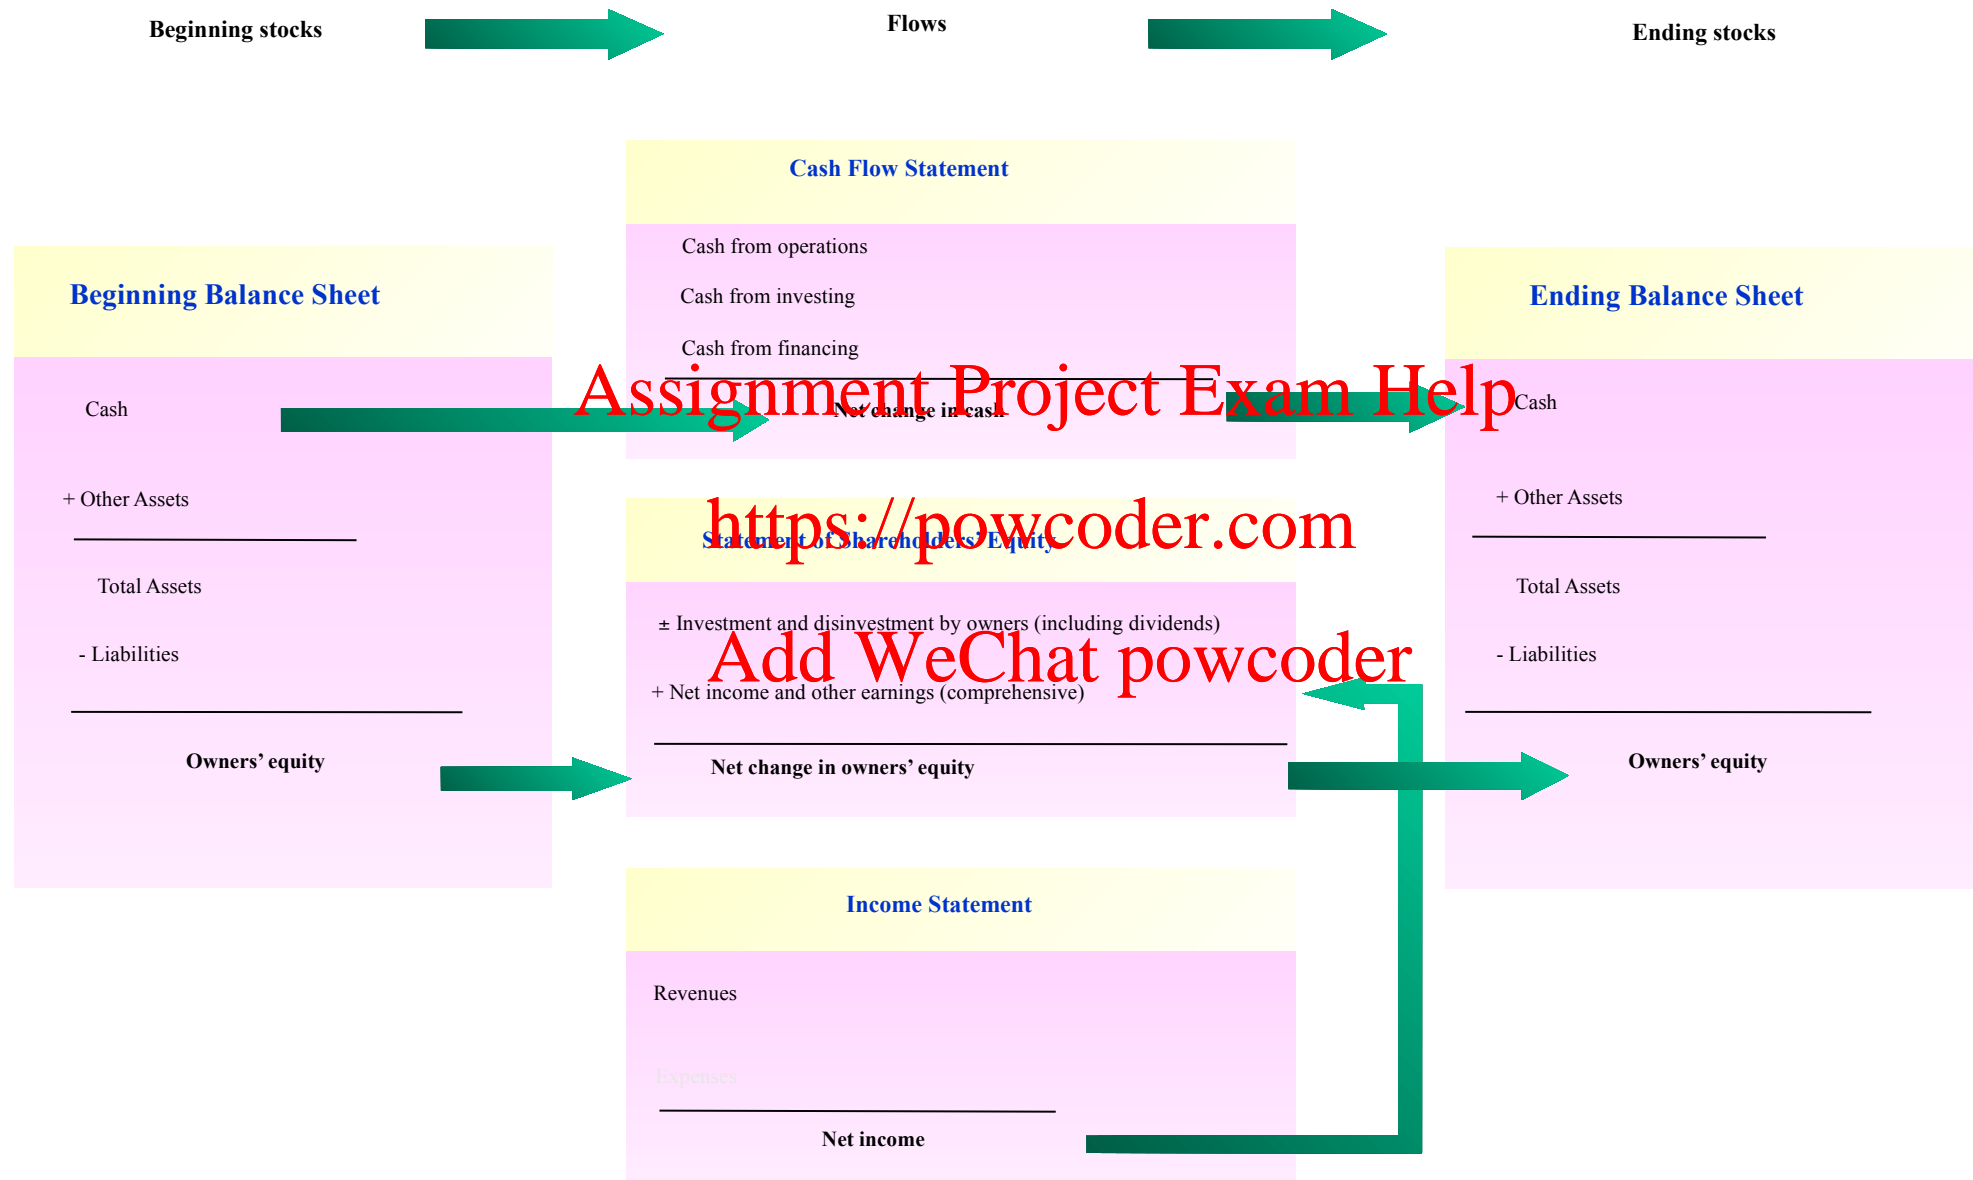 Beginning stocks
Flows
Ending stocks
Beginning Balance Sheet
Cash
+ Other Assets
Total Assets
- Liabilities
Owners’ equity
Cash Flow Statement
Cash from operations
Cash from investing
Cash from financing
Net change in cash
Assignment Project Exam Help
https://powcoder.com
Statement of Shareholders’ Equity
± Investment and disinvestment by owners (including dividends)
Add WeChat powcoder
+ Net income and other earnings (comprehensive)
Net change in owners’ equity
Income Statement
Revenues
Expenses
Net income
Ending Balance Sheet
Cash
+ Other Assets
Total Assets
- Liabilities
Owners’ equity